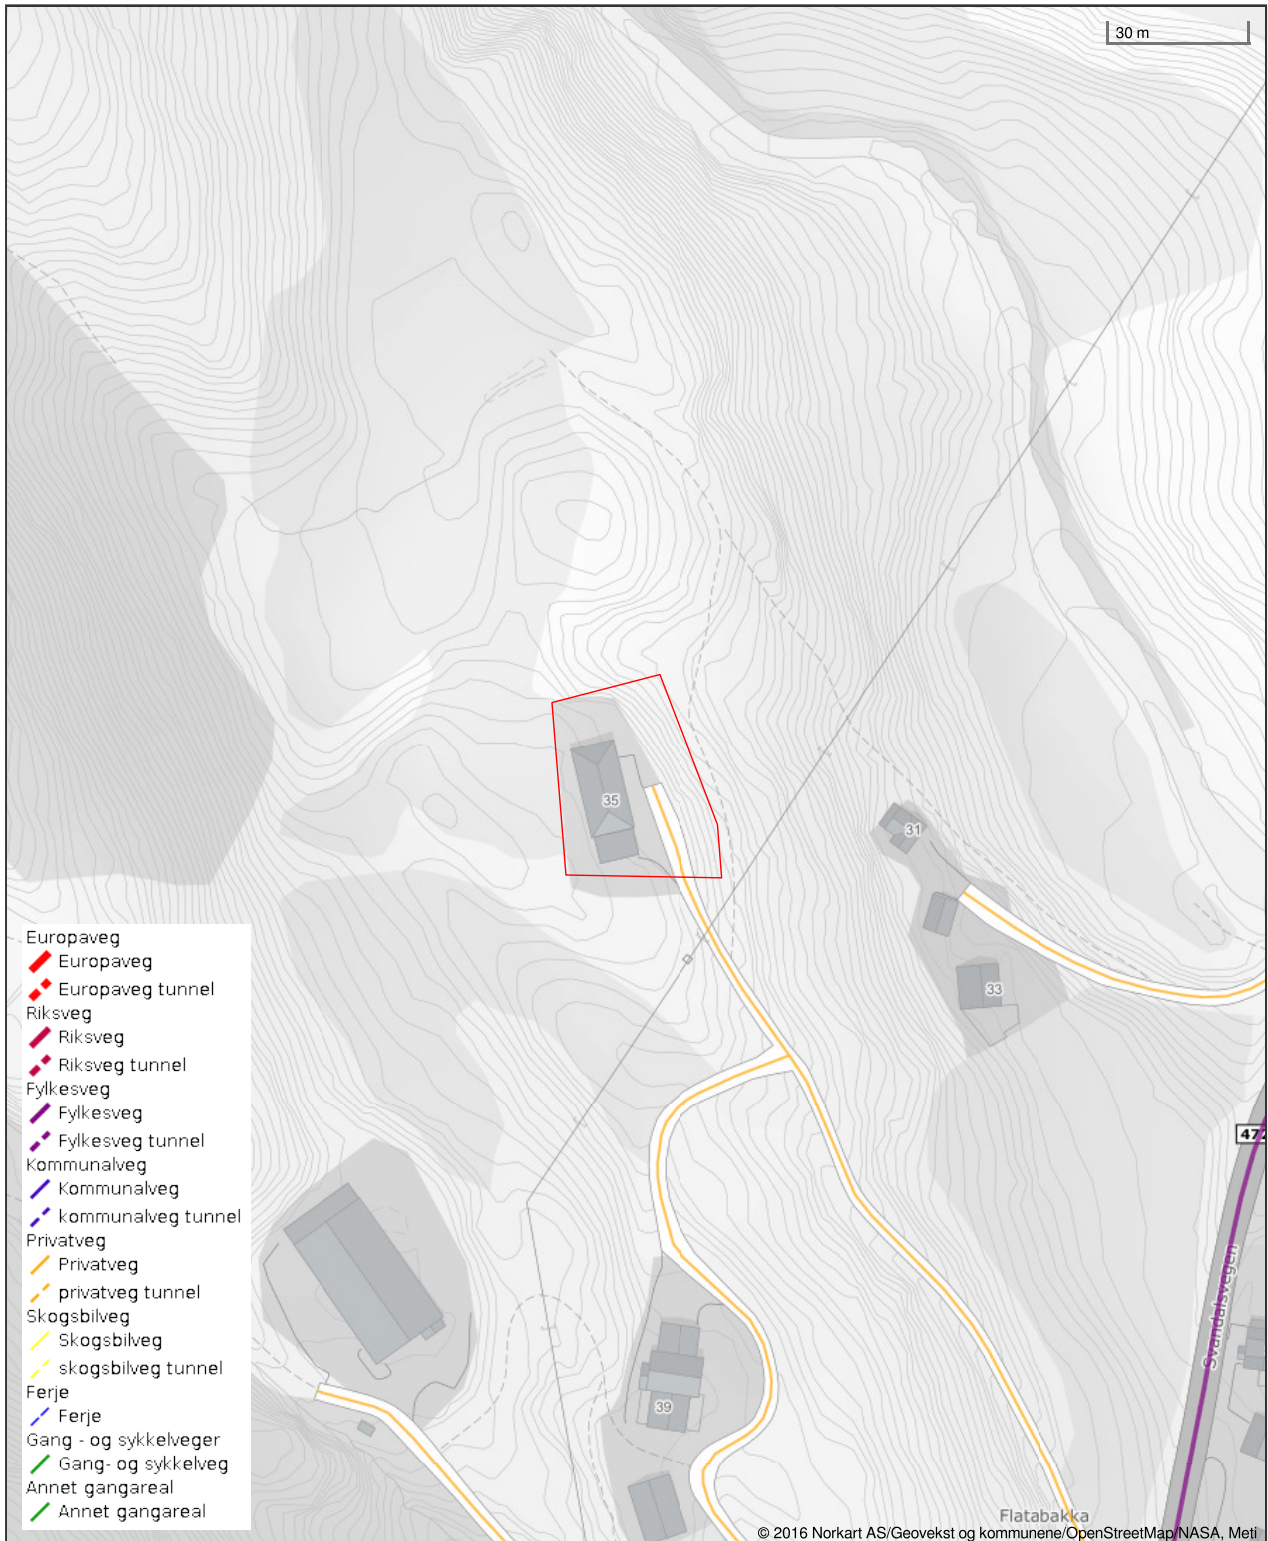 30 m
35
31
33
472
Svandalsvegen
39
Flatabakka
Europaveg
Europaveg
Europaveg tunnel
Riksveg
Riksveg
Riksveg tunnel
Fylkesveg
Fylkesveg
Fylkesveg tunnel
Kommunalveg
Kommunalveg
kommunalveg tunnel
Privatveg
Privatveg
privatveg tunnel
Skogsbilveg
Skogsbilveg
skogsbilveg tunnel
Ferje
Ferje
Gang - og sykkelveger
Gang- og sykkelveg
Annet gangareal
Annet gangareal
© 2016 Norkart AS/Geovekst og kommunene/OpenStreetMap/NASA, Meti